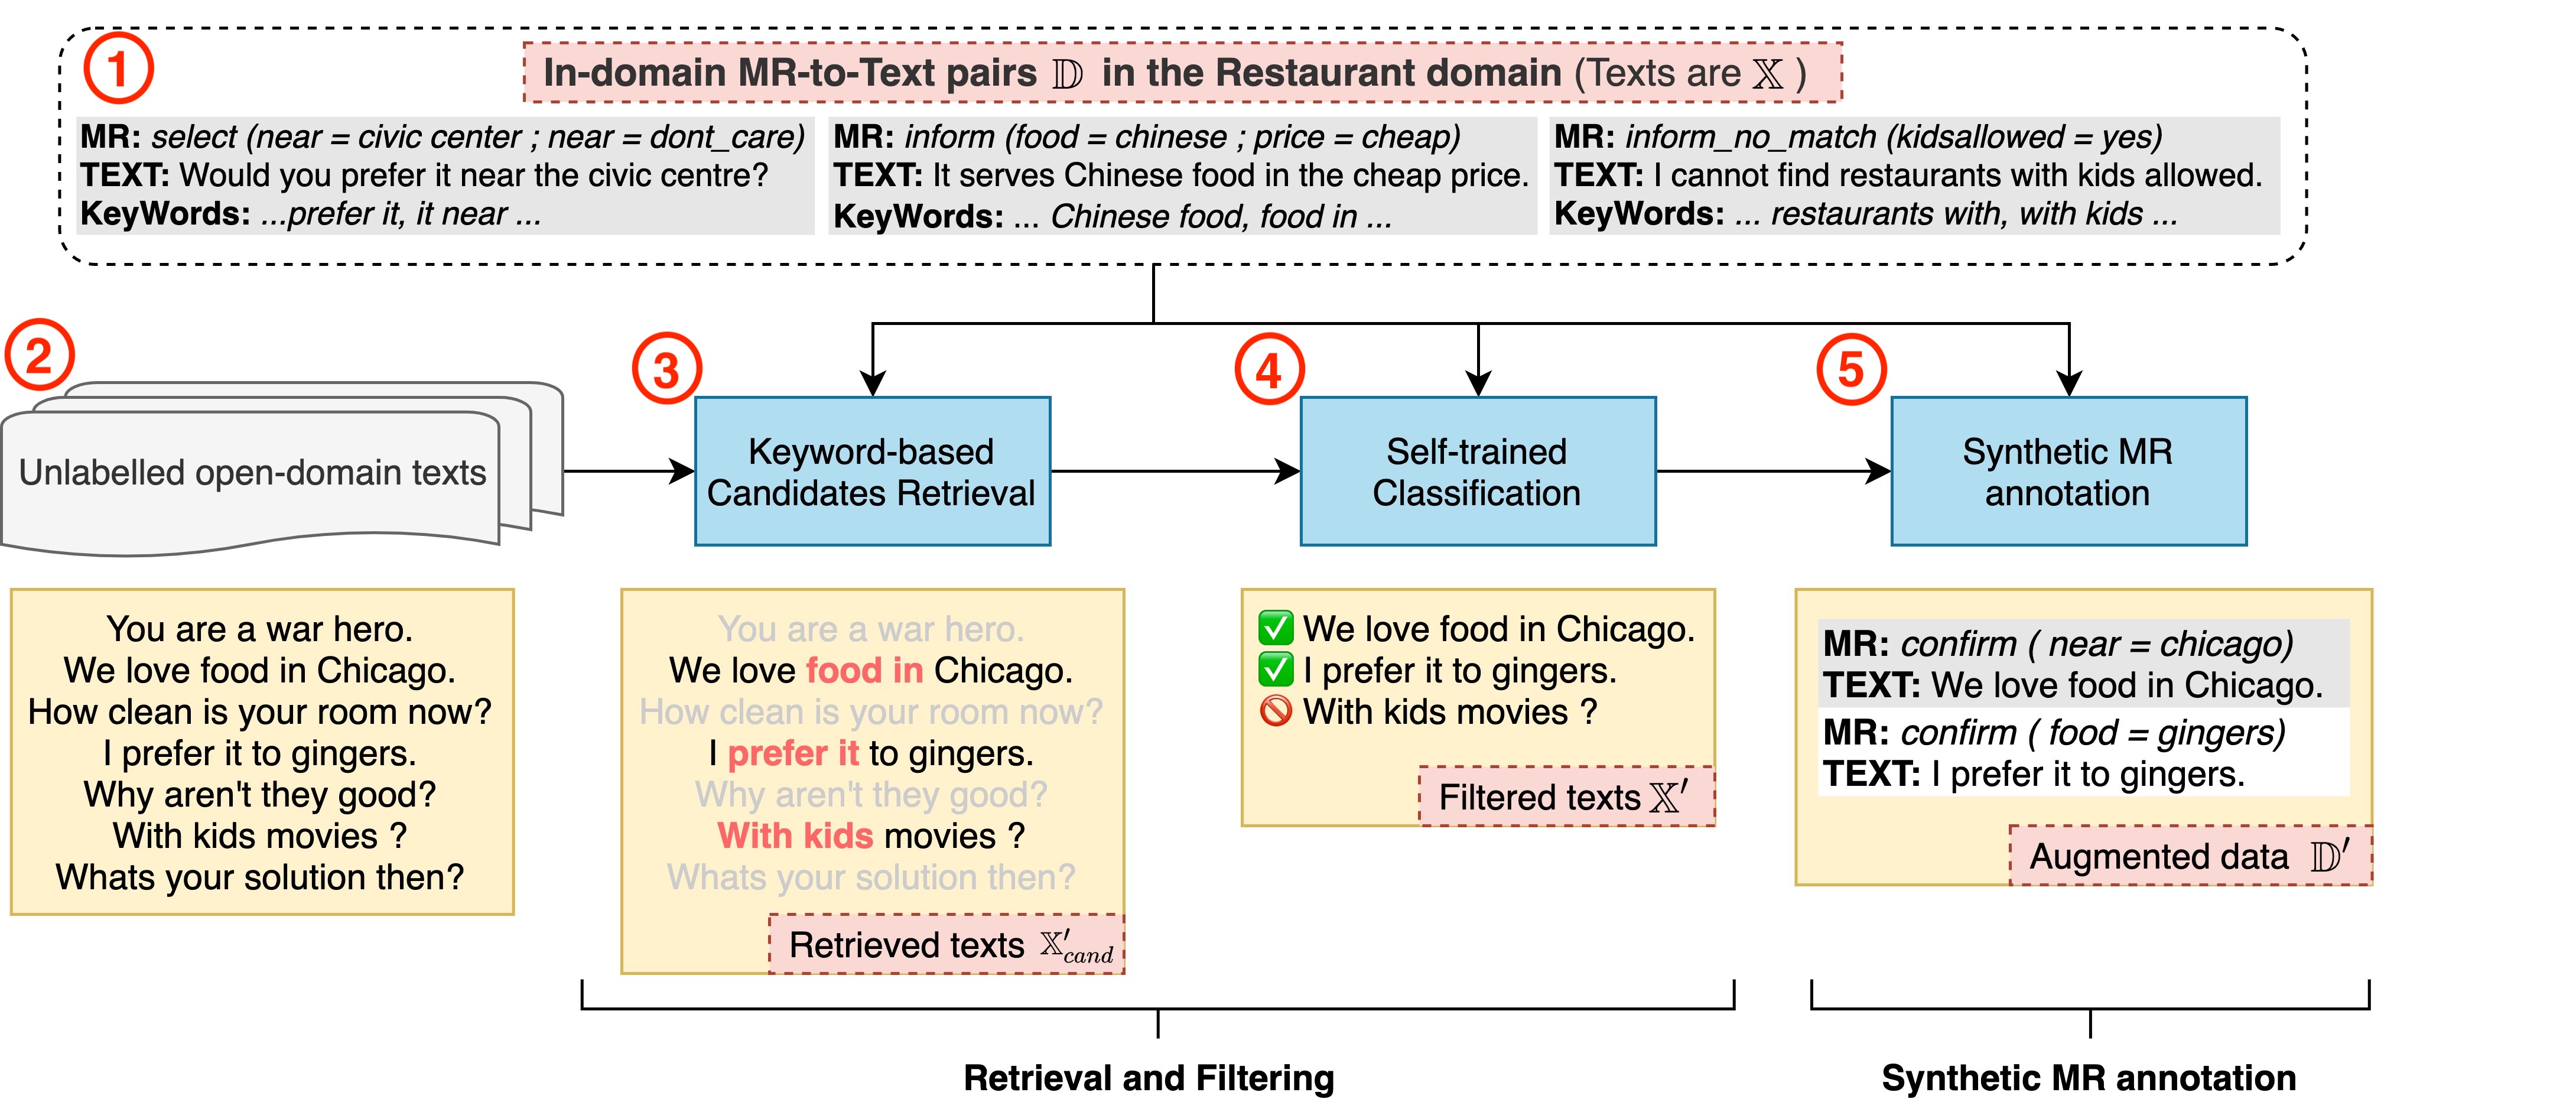 1
In-domain MR-to-Text pairs 𝔻 in the Restaurant domain (Texts are 𝕏 )
MR: select (near = civic center ; near = dont_care)
TEXT: Would you prefer it near the civic centre?
KeyWords: ...prefer it, it near ...
MR: inform (food = chinese ; price = cheap)
TEXT: It serves Chinese food in the cheap price.
KeyWords: ... Chinese food, food in ...
MR: inform_no_match (kidsallowed = yes)
TEXT: I cannot find restaurants with kids allowed.
KeyWords: ... restaurants with, with kids ...
2
Unlabelled open-domain texts
3
Keyword-based
Candidates Retrieval
4
Self-trained
Classification
5
Synthetic MR
annotation
You are a war hero.
We love food in Chicago.
How clean is your room now?
I prefer it to gingers.
Why aren't they good?
With kids movies ?
Whats your solution then?
You are a war hero.
We love food in Chicago.
How clean is your room now?
I prefer it to gingers.
Why aren't they good?
With kids movies ?
Whats your solution then?
Retrieved texts 𝕏′cand
We love food in Chicago.
I prefer it to gingers.
With kids movies ?
Filtered texts 𝕏′
MR: confirm ( near = chicago)
TEXT: We love food in Chicago.
MR: confirm ( food = gingers)
TEXT: I prefer it to gingers.
Augmented data 𝔻′
Retrieval and Filtering
Synthetic MR annotation